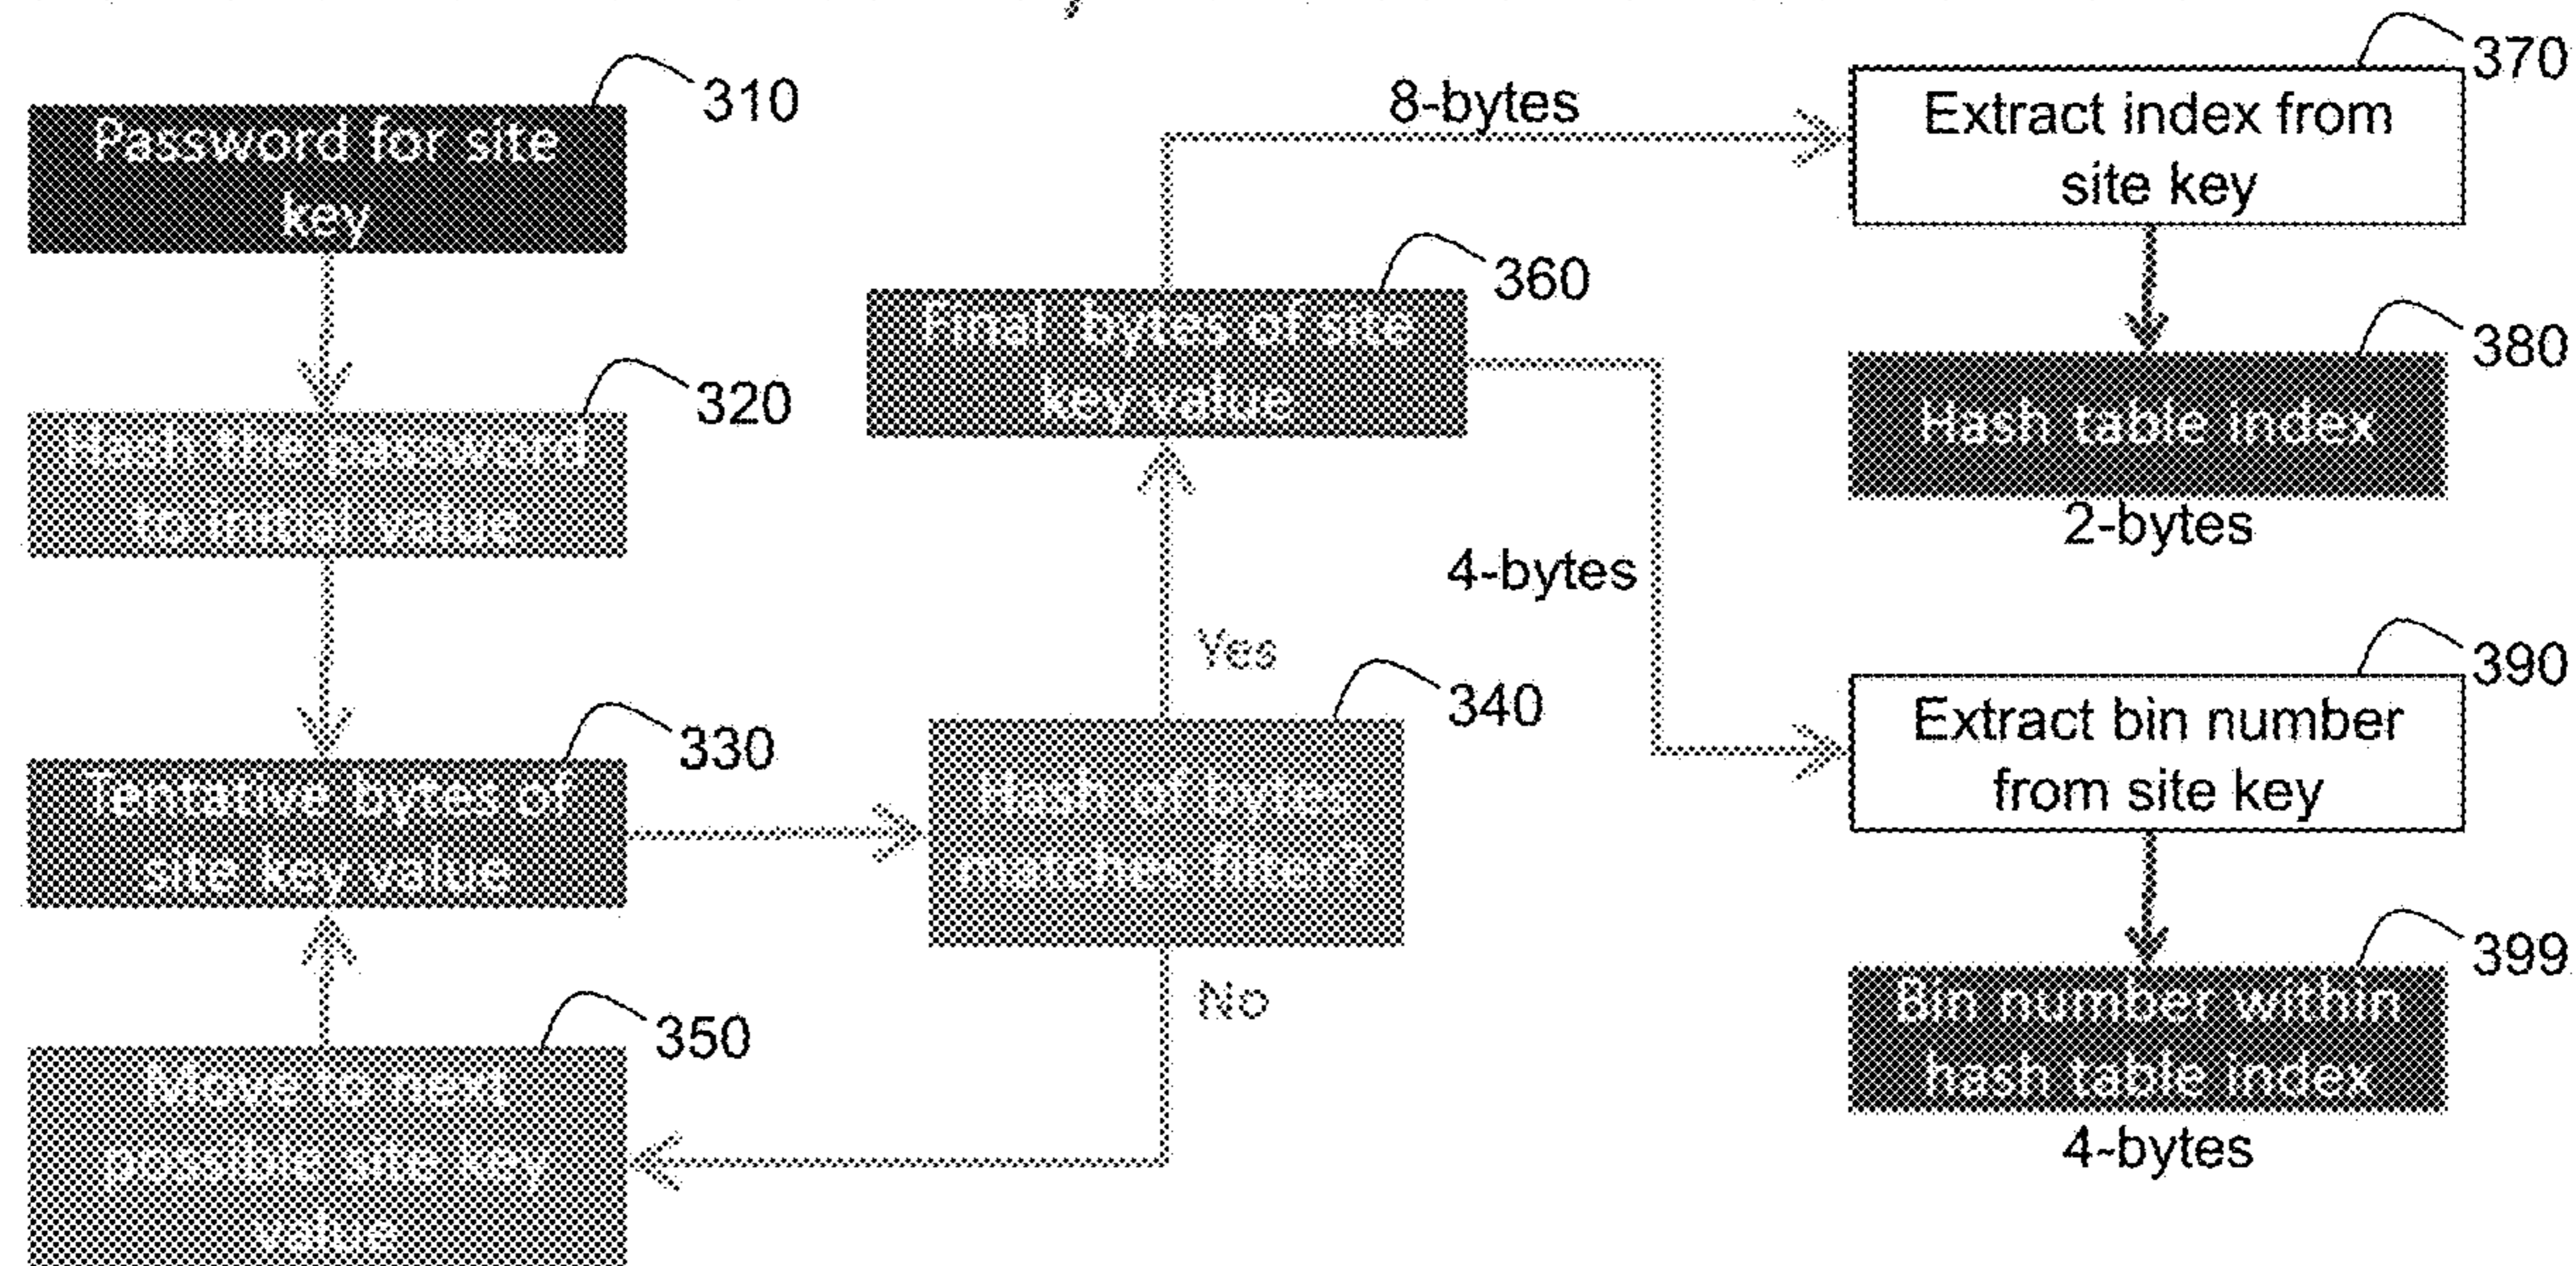 310
Password for site
key
320
Hash the password
to initial value
330
Tentative bytes of
site key value
340
Hash of bytes
matches filter?
Yes
No
350
Move to next
possible site key
value
360
Final bytes of site
key value
8-bytes
4-bytes
370
Extract index from
site key
380
Hash table index
2-bytes
390
Extract bin number
from site key
399
Bin number within
hash table index
4-bytes